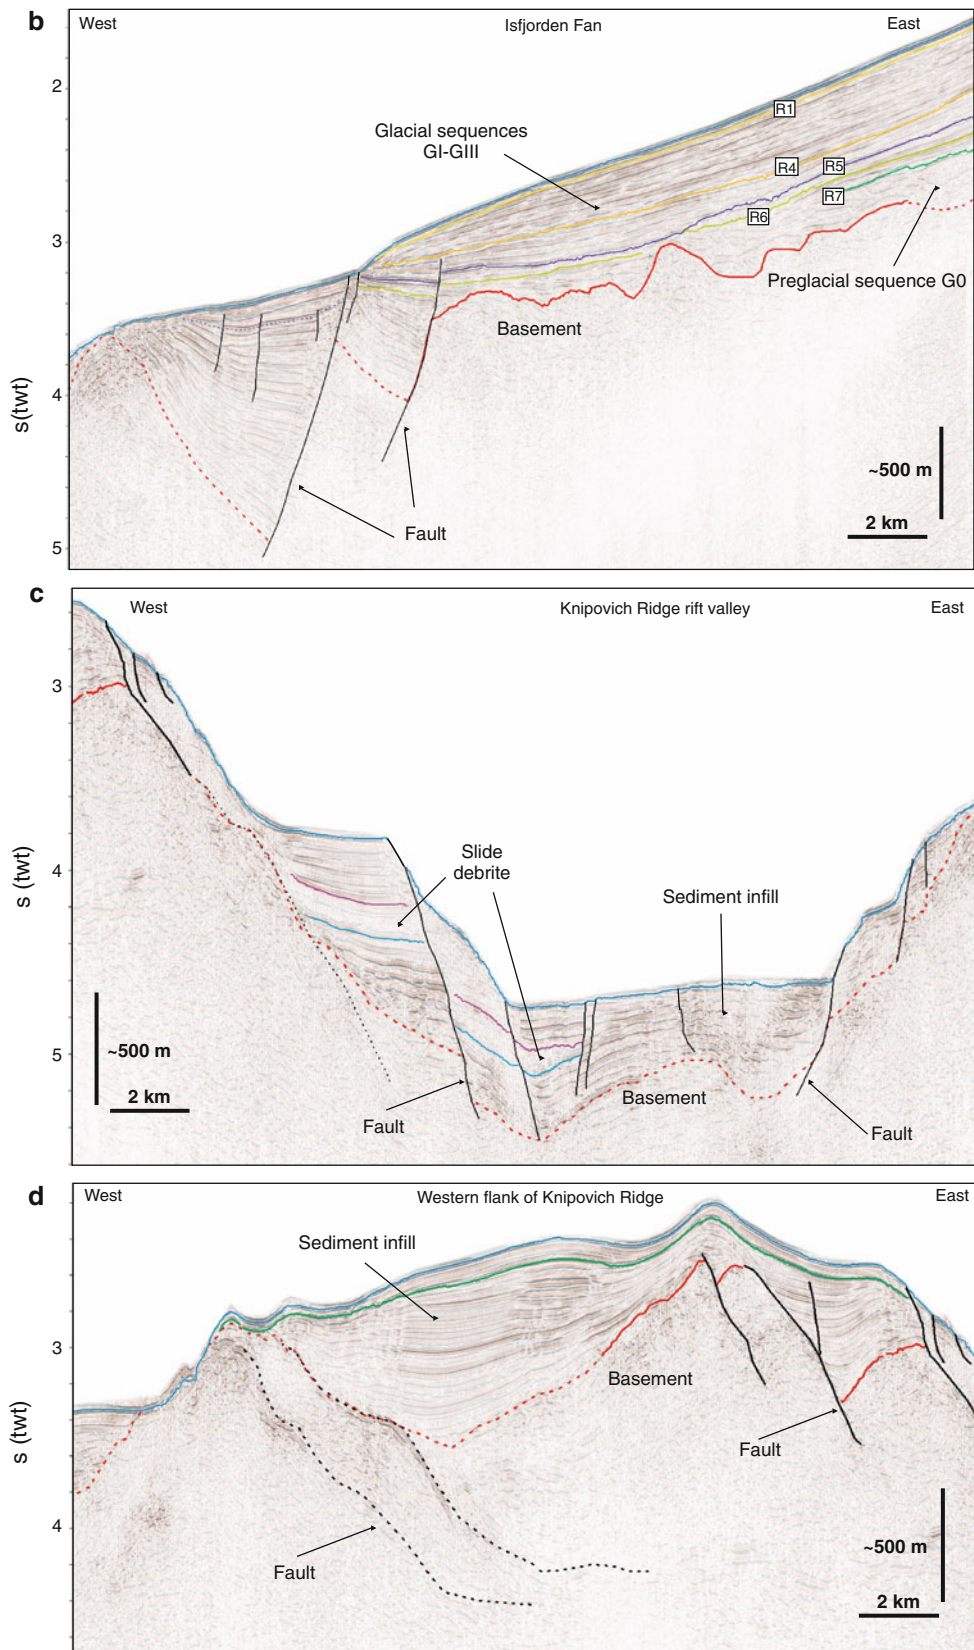 b
West
Isfjorden Fan
East
2
R1
Glacial sequences
GI-GIII
R4
R5
R7
R6
3
Preglacial sequence G0
Basement
s(twt)
4
~500 m
Fault
2 km
5
c
West
Knipovich Ridge rift valley
East
3
s (twt)
4
Slide
debrite
Sediment infill
~500 m
5
2 km
Fault
Basement
Fault
d
West
Western flank of Knipovich Ridge
East
Sediment infill
3
Basement
s (twt)
Fault
4
~500 m
Fault
2 km